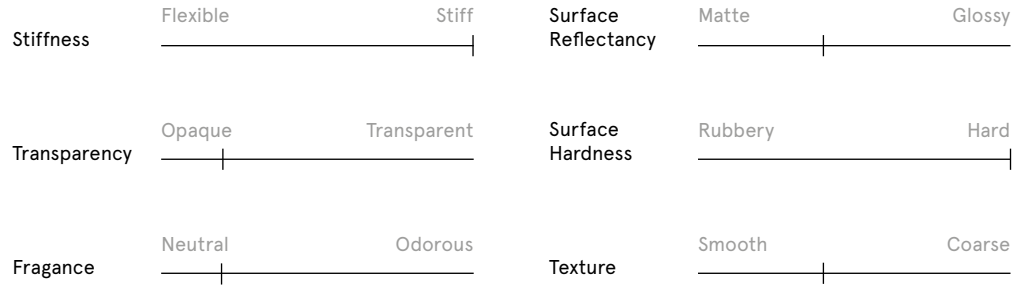 Flexible Stiff
Stiffness
Surface
Reflectancy
Matte Glossy
Opaque Transparent
Transparency
Surface
Hardness
Rubbery Hard
Neutral Odorous
Fragance
Smooth Coarse
Texture